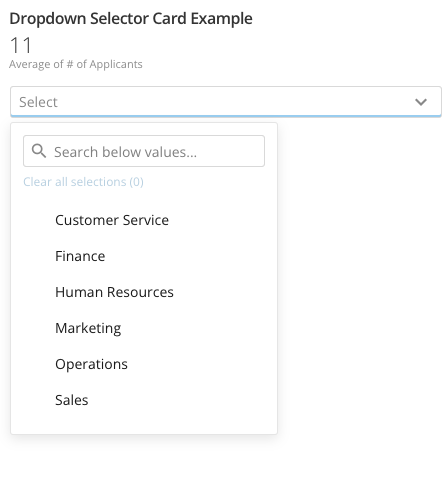 Dropdown Selector Card Example
11
Average of # of Applicants
Select
Search below values...
Clear all selections (0)
Customer Service
Finance
Human Resources
Marketing
Operations
Sales